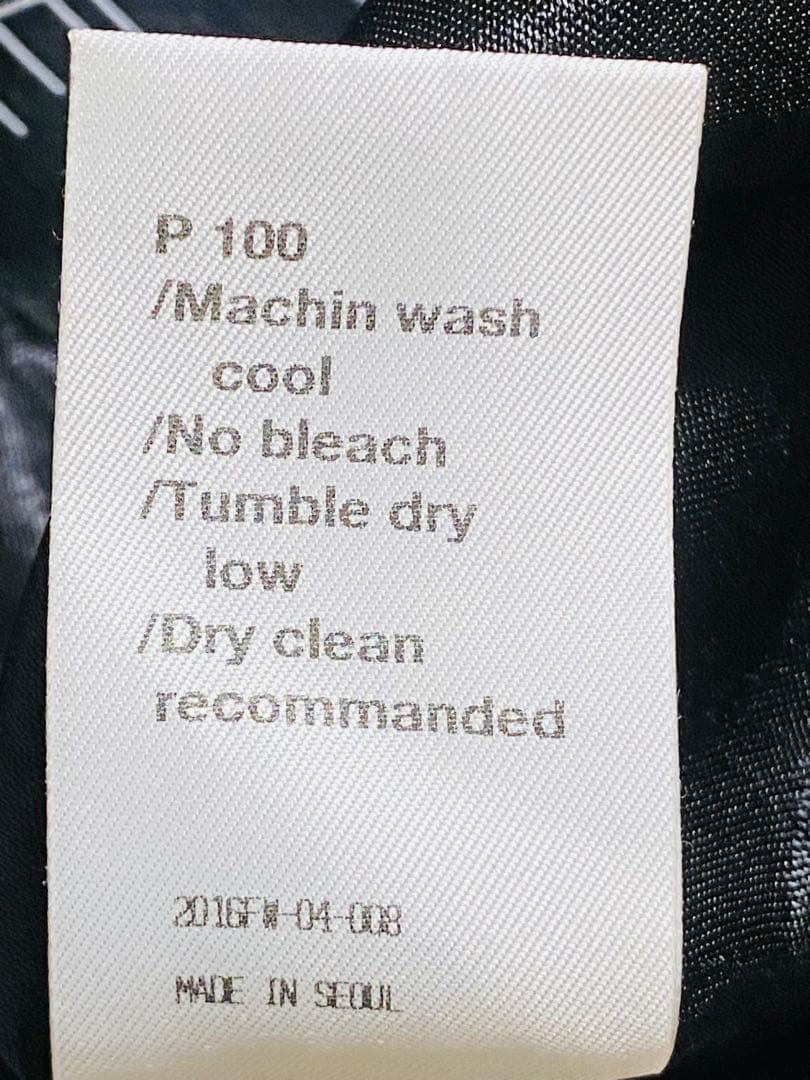 P 100
/Machin wash
cool
/No bleach
/Tumble dry
low
/Dry clean
recommanded
2016FW-04-008
MADE IN SEOUL